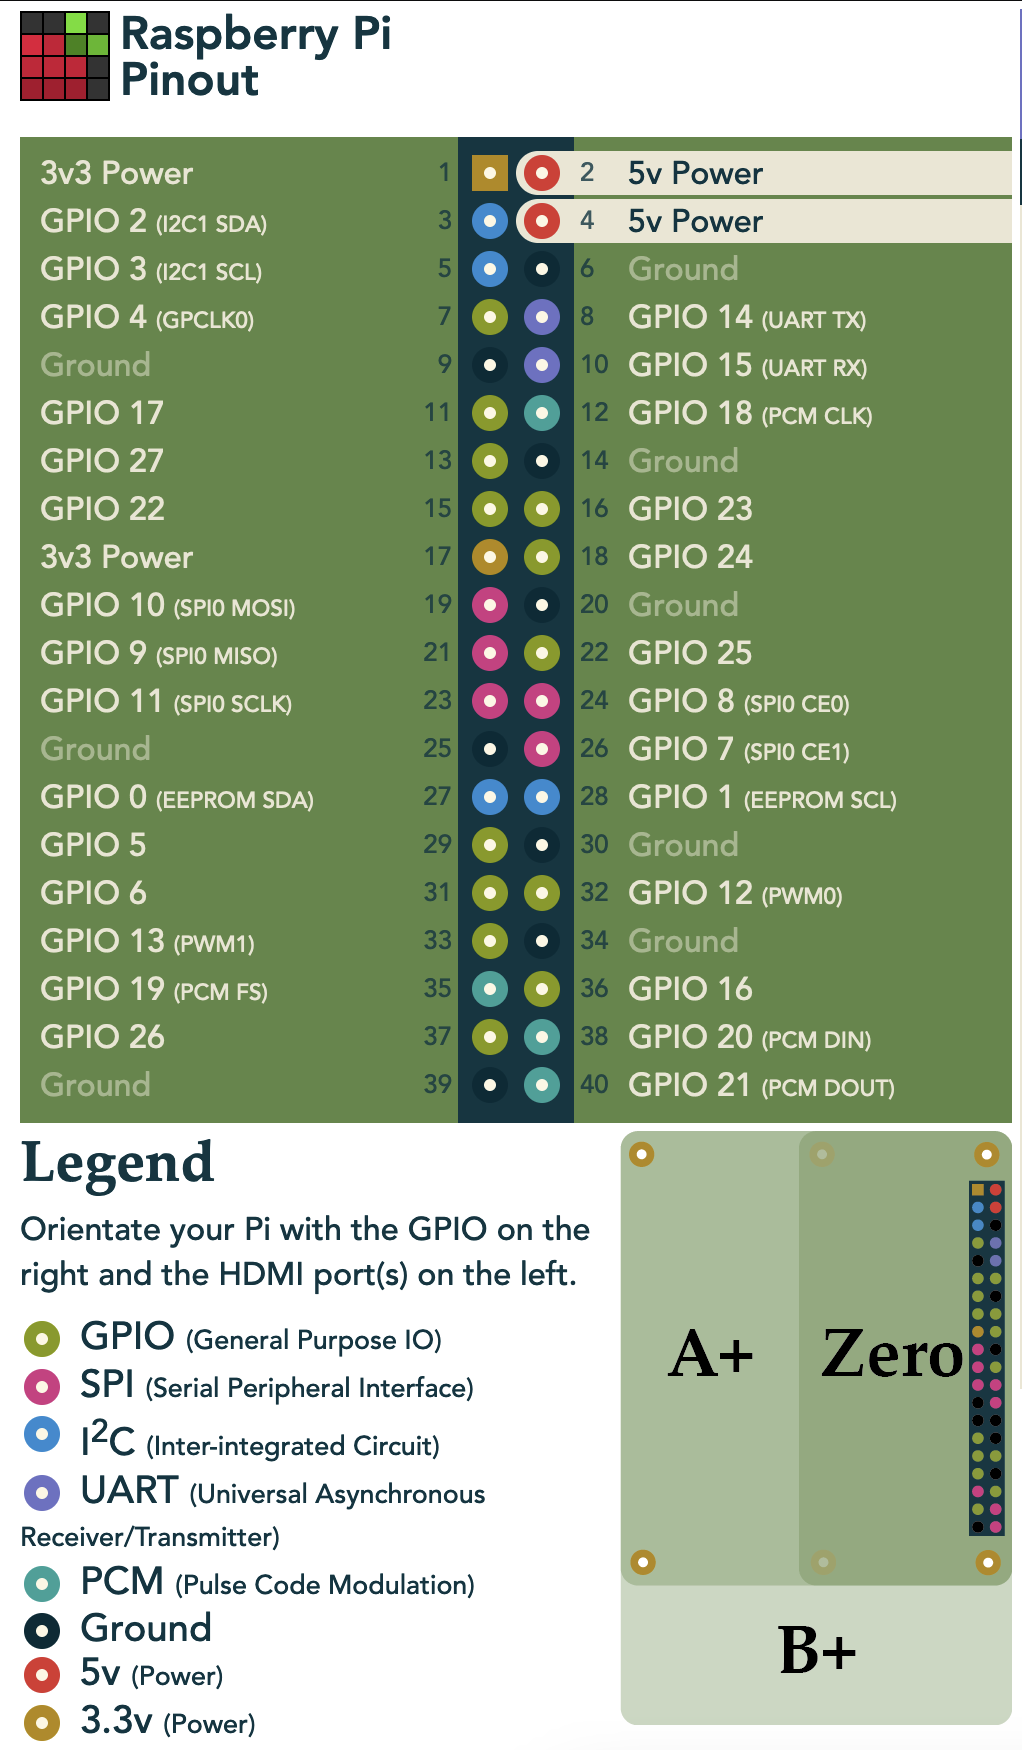 Raspberry Pi
Pinout
3v3 Power 1 2 5v Power
GPIO 2 (I2C1 SDA) 3 4 5v Power
GPIO 3 (I2C1 SCL) 5 6 Ground
GPIO 4 (GPCLK0) 7 8 GPIO 14 (UART TX)
Ground 9 10 GPIO 15 (UART RX)
GPIO 17 11 12 GPIO 18 (PCM CLK)
GPIO 27 13 14 Ground
GPIO 22 15 16 GPIO 23
3v3 Power 17 18 GPIO 24
GPIO 10 (SPI0 MOSI) 19 20 Ground
GPIO 9 (SPI0 MISO) 21 22 GPIO 25
GPIO 11 (SPI0 SCLK) 23 24 GPIO 8 (SPI0 CE0)
Ground 25 26 GPIO 7 (SPI0 CE1)
GPIO 0 (EEPROM SDA) 27 28 GPIO 1 (EEPROM SCL)
GPIO 5 29 30 Ground
GPIO 6 31 32 GPIO 12 (PWM0)
GPIO 13 (PWM1) 33 34 Ground
GPIO 19 (PCM FS) 35 36 GPIO 16
GPIO 26 37 38 GPIO 20 (PCM DIN)
Ground 39 40 GPIO 21 (PCM DOUT)
Legend
Orientate your Pi with the GPIO on the
right and the HDMI port(s) on the left.
GPIO (General Purpose IO)
SPI (Serial Peripheral Interface)
I²C (Inter-integrated Circuit)
UART (Universal Asynchronous
Receiver/Transmitter)
PCM (Pulse Code Modulation)
Ground
5v (Power)
3.3v (Power)
A+ Zero
B+